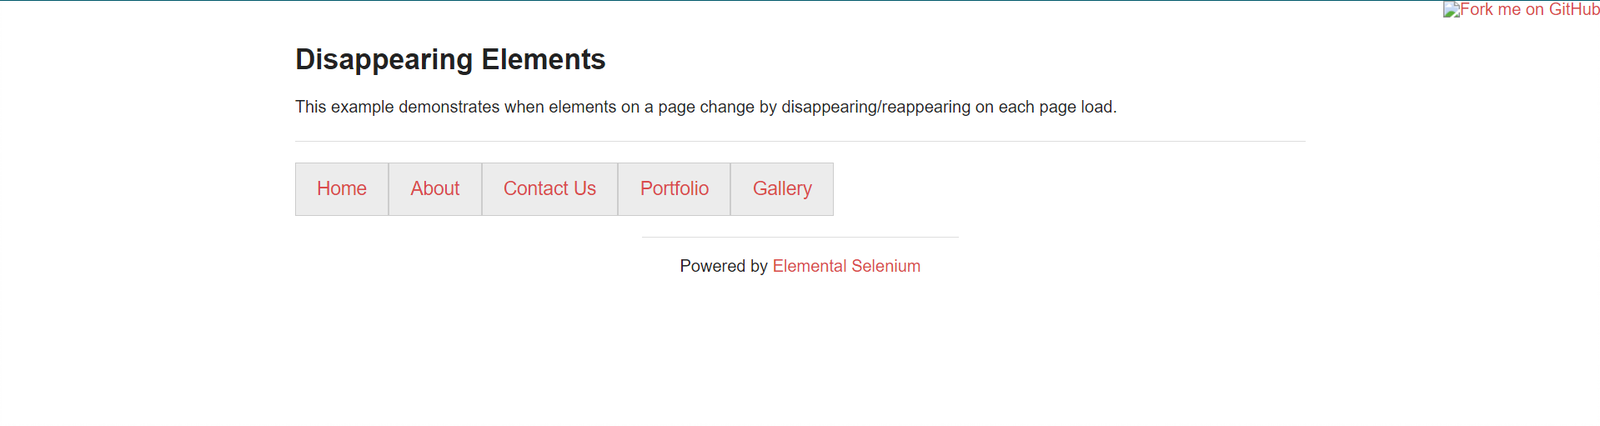 Fork me on GitHub
Disappearing Elements
This example demonstrates when elements on a page change by disappearing/reappearing on each page load.
Home About Contact Us Portfolio Gallery
Powered by Elemental Selenium